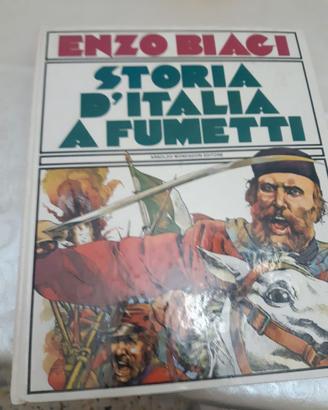 ENZO BIAGI
STORIA
D'ITALIA
A FUMETTI
ARNOLDO MONDADORI EDITORE